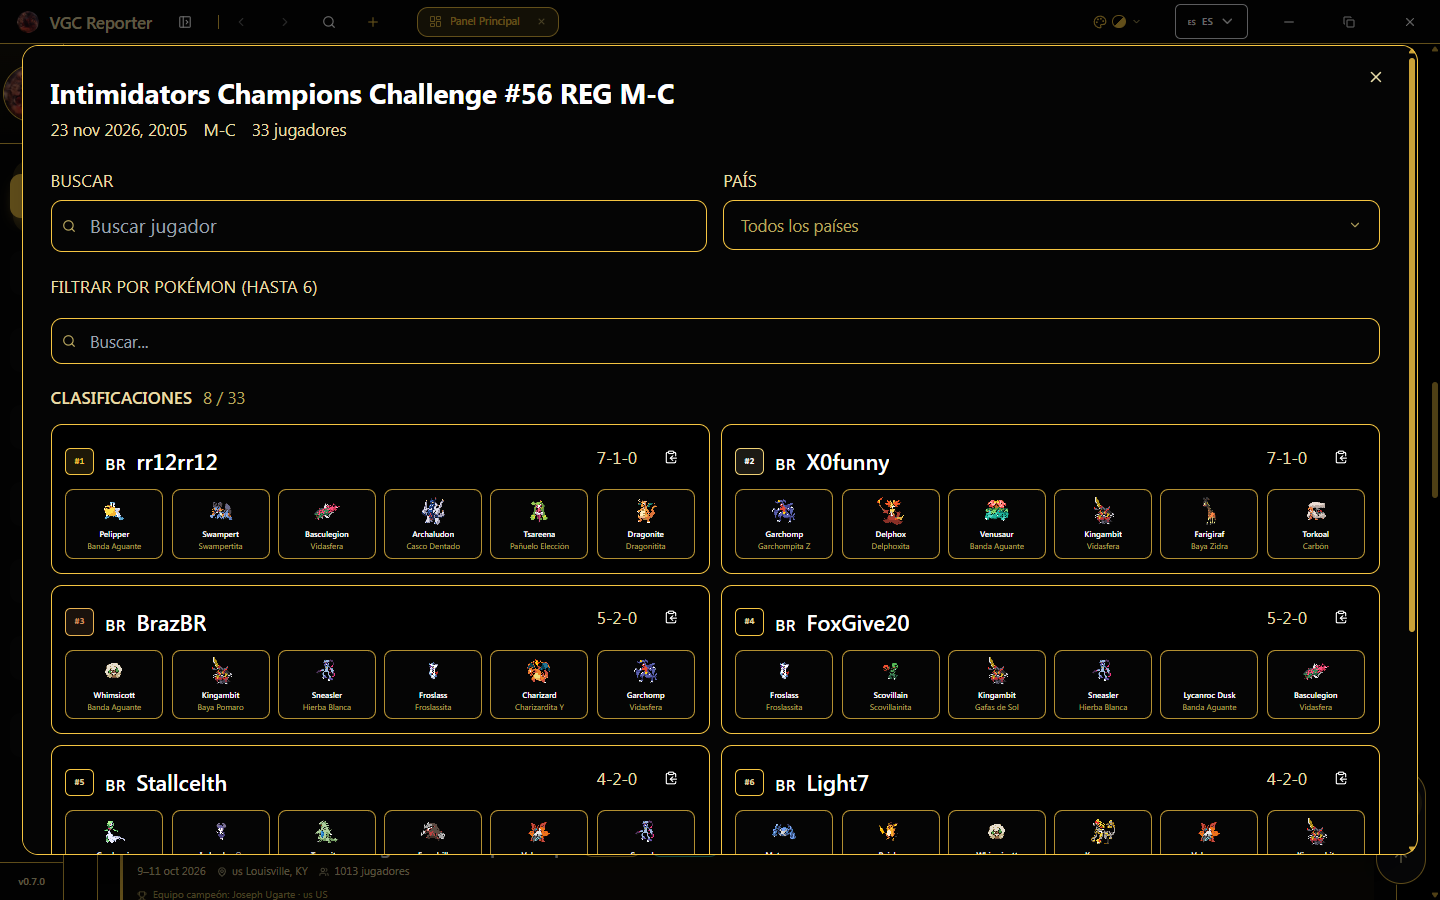 VGC Reporter
Panel Principal
ES ES
Intimidators Champions Challenge #56 REG M-C
23 nov 2026, 20:05 M-C 33 jugadores
BUSCAR
PAÍS
Buscar jugador
Todos los países
FILTRAR POR POKÉMON (HASTA 6)
Buscar...
CLASIFICACIONES 8 / 33
#1 BR rr12rr12 7-1-0
Pelipper Swampert Basculegion Archaludon Tsareena Dragonite
Banda Aguante Swampertita Vidasfera Casco Dentado Pañuelo Elección Dragonitita
#2 BR X0funny 7-1-0
Garchomp Delphox Venusaur Kingambit Farigiraf Torkoal
Garchompita Z Delphoxita Banda Aguante Vidasfera Baya Zidra Carbón
#3 BR BrazBR 5-2-0
Whimsicott Kingambit Sneasler Froslass Charizard Garchomp
Banda Aguante Baya Pomaro Hierba Blanca Froslassita Charizardita Y Vidasfera
#4 BR FoxGive20 5-2-0
Froslass Scovillain Kingambit Sneasler Lycanroc Dusk Basculegion
Froslassita Scovillainita Gafas de Sol Hierba Blanca Banda Aguante Vidasfera
#5 BR Stallcelth 4-2-0
#6 BR Light7 4-2-0
v0.7.0
9–11 oct 2026 us Louisville, KY 1013 jugadores
Equipo campeón: Joseph Ugarte · us US